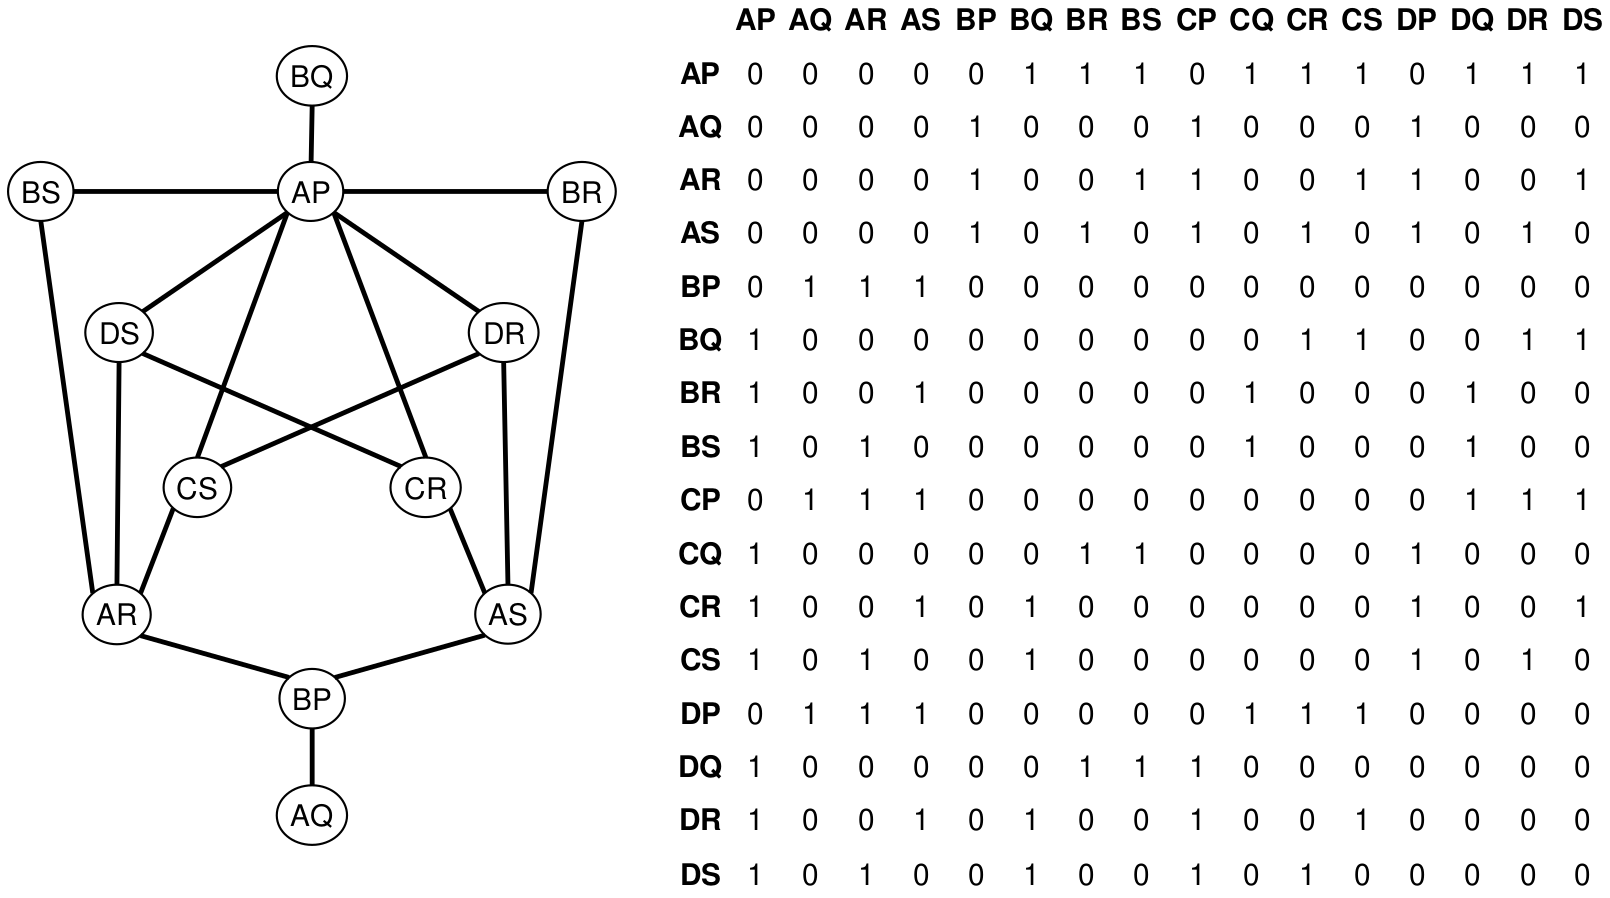 BQ
BS AP BR
DS DR
CS CR
AR AS
BP
AQ
AP AQ AR AS BP BQ BR BS CP CQ CR CS DP DQ DR DS
AP 0 0 0 0 0 1 1 1 0 1 1 1 0 1 1 1
AQ 0 0 0 0 1 0 0 0 1 0 0 0 1 0 0 0
AR 0 0 0 0 1 0 0 1 1 0 0 1 1 0 0 1
AS 0 0 0 0 1 0 1 0 1 0 1 0 1 0 1 0
BP 0 1 1 1 0 0 0 0 0 0 0 0 0 0 0 0
BQ 1 0 0 0 0 0 0 0 0 0 1 1 0 0 1 1
BR 1 0 0 1 0 0 0 0 0 1 0 0 0 1 0 0
BS 1 0 1 0 0 0 0 0 0 1 0 0 0 1 0 0
CP 0 1 1 1 0 0 0 0 0 0 0 0 0 1 1 1
CQ 1 0 0 0 0 0 1 1 0 0 0 0 1 0 0 0
CR 1 0 0 1 0 1 0 0 0 0 0 0 1 0 0 1
CS 1 0 1 0 0 1 0 0 0 0 0 0 1 0 1 0
DP 0 1 1 1 0 0 0 0 0 1 1 1 0 0 0 0
DQ 1 0 0 0 0 0 1 1 1 0 0 0 0 0 0 0
DR 1 0 0 1 0 1 0 0 1 0 0 1 0 0 0 0
DS 1 0 1 0 0 1 0 0 1 0 1 0 0 0 0 0